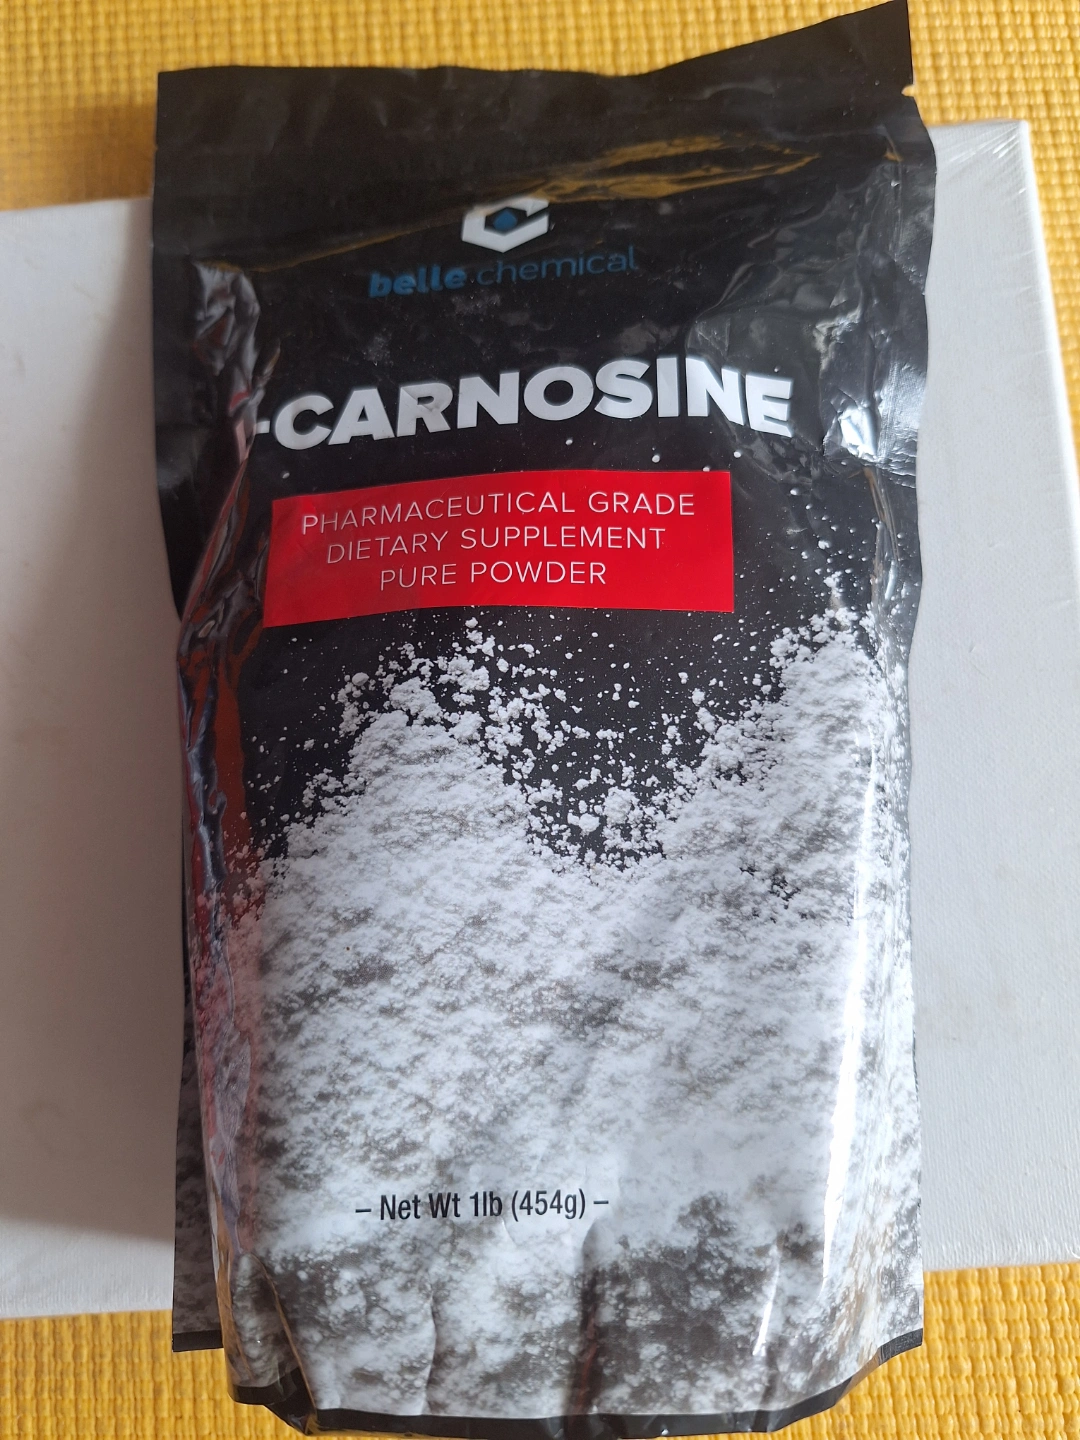 belle chemical
-CARNOSINE
PHARMACEUTICAL GRADE
DIETARY SUPPLEMENT
PURE POWDER
– Net Wt 1lb (454g) –